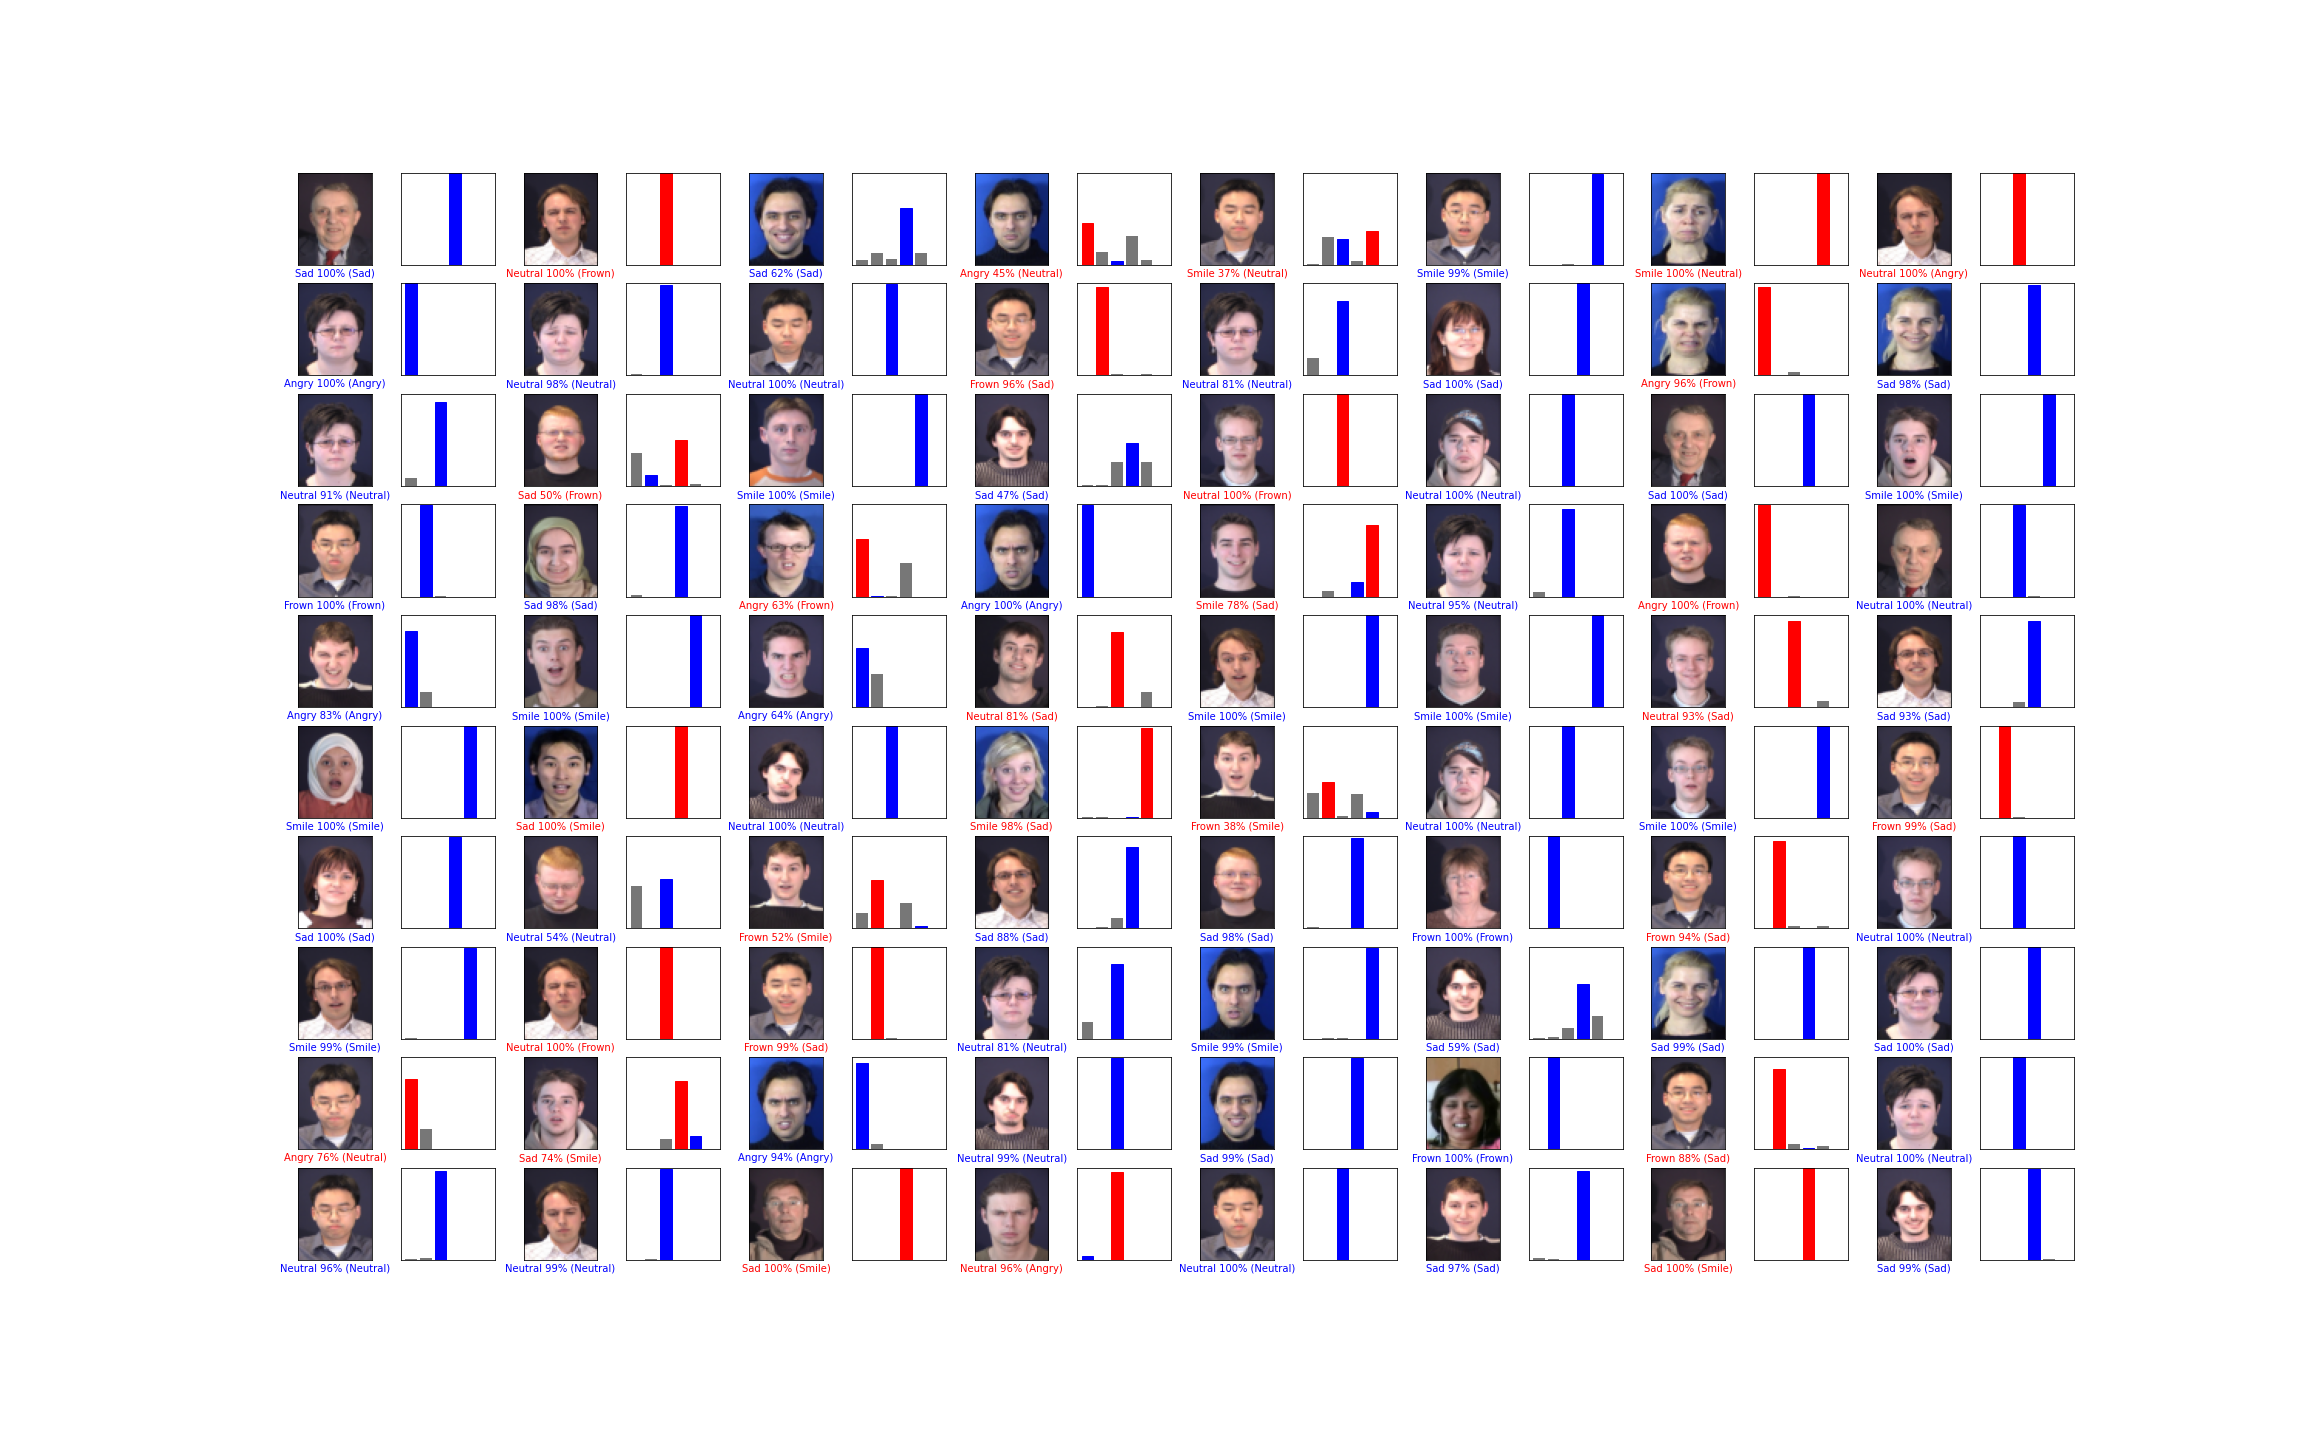 Sad 100% (Sad)
Neutral 100% (Frown)
Sad 62% (Sad)
Angry 45% (Neutral)
Smile 37% (Neutral)
Smile 99% (Smile)
Smile 100% (Neutral)
Neutral 100% (Angry)
Angry 100% (Angry)
Neutral 98% (Neutral)
Neutral 100% (Neutral)
Frown 96% (Sad)
Neutral 81% (Neutral)
Sad 100% (Sad)
Angry 96% (Frown)
Sad 98% (Sad)
Neutral 91% (Neutral)
Sad 50% (Frown)
Smile 100% (Smile)
Sad 47% (Sad)
Neutral 100% (Frown)
Neutral 100% (Neutral)
Sad 100% (Sad)
Smile 100% (Smile)
Frown 100% (Frown)
Sad 98% (Sad)
Angry 63% (Frown)
Angry 100% (Angry)
Smile 78% (Sad)
Neutral 95% (Neutral)
Angry 100% (Frown)
Neutral 100% (Neutral)
Angry 83% (Angry)
Smile 100% (Smile)
Angry 64% (Angry)
Neutral 81% (Sad)
Smile 100% (Smile)
Smile 100% (Smile)
Neutral 93% (Sad)
Sad 93% (Sad)
Smile 100% (Smile)
Sad 100% (Smile)
Neutral 100% (Neutral)
Smile 98% (Sad)
Frown 38% (Smile)
Neutral 100% (Neutral)
Smile 100% (Smile)
Frown 99% (Sad)
Sad 100% (Sad)
Neutral 54% (Neutral)
Frown 52% (Smile)
Sad 88% (Sad)
Sad 98% (Sad)
Frown 100% (Frown)
Frown 94% (Sad)
Neutral 100% (Neutral)
Smile 99% (Smile)
Neutral 100% (Frown)
Frown 99% (Sad)
Neutral 81% (Neutral)
Smile 99% (Smile)
Sad 59% (Sad)
Sad 99% (Sad)
Sad 100% (Sad)
Angry 76% (Neutral)
Sad 74% (Smile)
Angry 94% (Angry)
Neutral 99% (Neutral)
Sad 99% (Sad)
Frown 100% (Frown)
Frown 88% (Sad)
Neutral 100% (Neutral)
Neutral 96% (Neutral)
Neutral 99% (Neutral)
Sad 100% (Smile)
Neutral 96% (Angry)
Neutral 100% (Neutral)
Sad 97% (Sad)
Sad 100% (Smile)
Sad 99% (Sad)